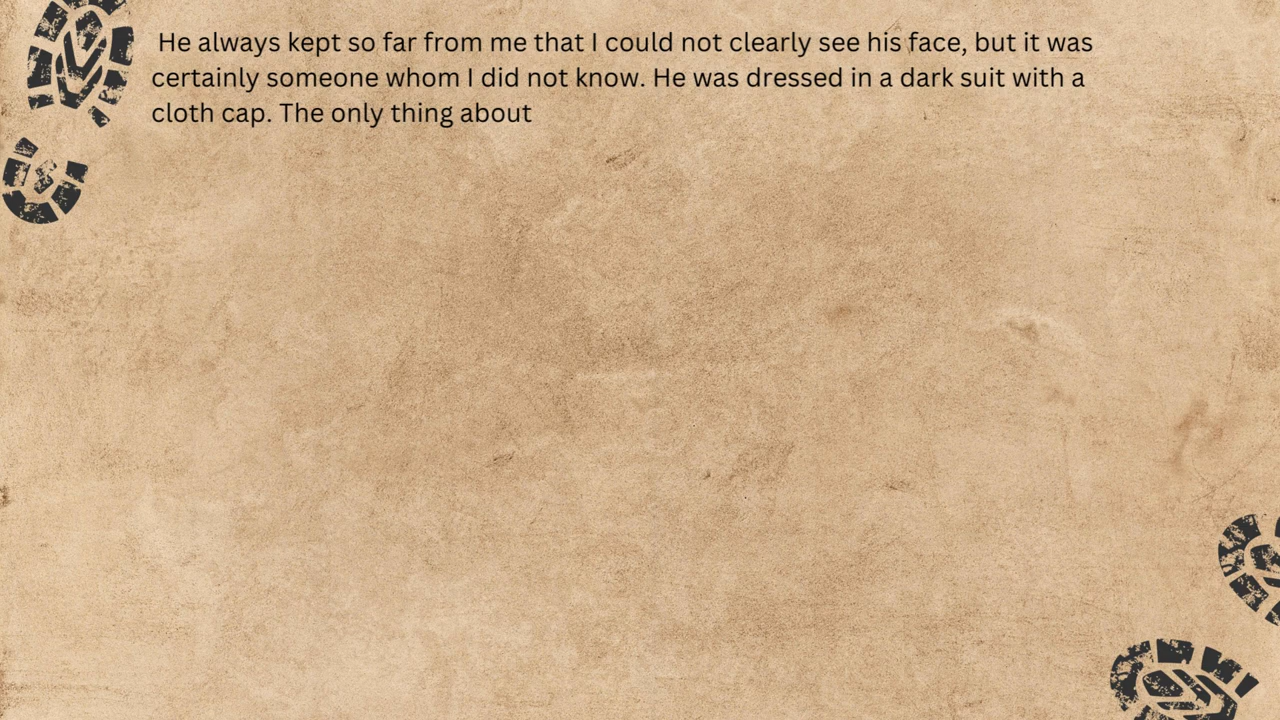 He always kept so far from me that I could not clearly see his face, but it was
certainly someone whom I did not know. He was dressed in a dark suit with a
cloth cap. The only thing about